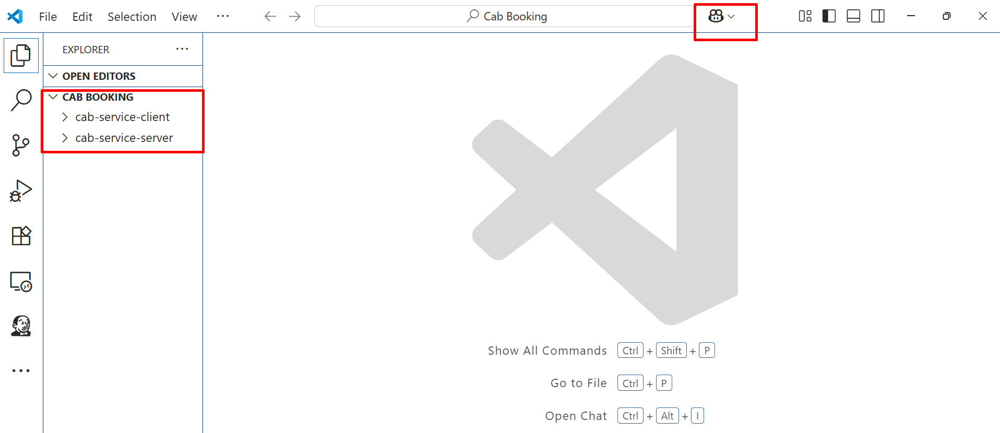 File Edit Selection View ··· Cab Booking
EXPLORER ···
OPEN EDITORS
CAB BOOKING
cab-service-client
cab-service-server
Show All Commands Ctrl + Shift + P
Go to File Ctrl + P
Open Chat Ctrl + Alt + I